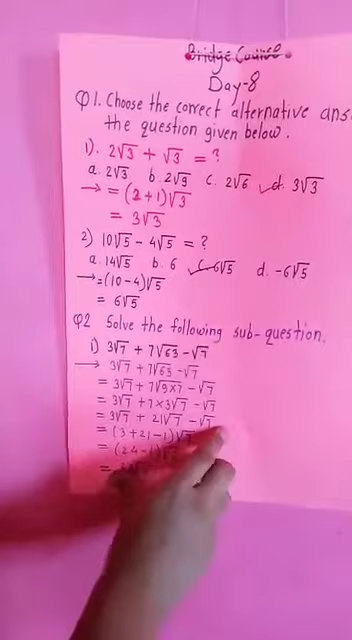 Bridge Course
Day-8
Q1. Choose the correct alternative ans
the question given below.
1). 2√3 + √3 = ?
a. 2√3 b. 2√9 c. 2√6 ✓d. 3√3
→ = (2+1)√3
= 3√3
2) 10√5 - 4√5 = ?
a. 14√5 b. 6 ✓c. 6√5 d. -6√5
→ = (10-4)√5
= 6√5
Q2 Solve the following sub-question.
i) 3√7 + 7√63 - √7
→ 3√7 + 7√63 - √7
= 3√7 + 7√9×7 - √7
= 3√7 + 7×3√7 - √7
= 3√7 + 21√7 - √7
= (3+21-1)√7
= (24-1)√7
=